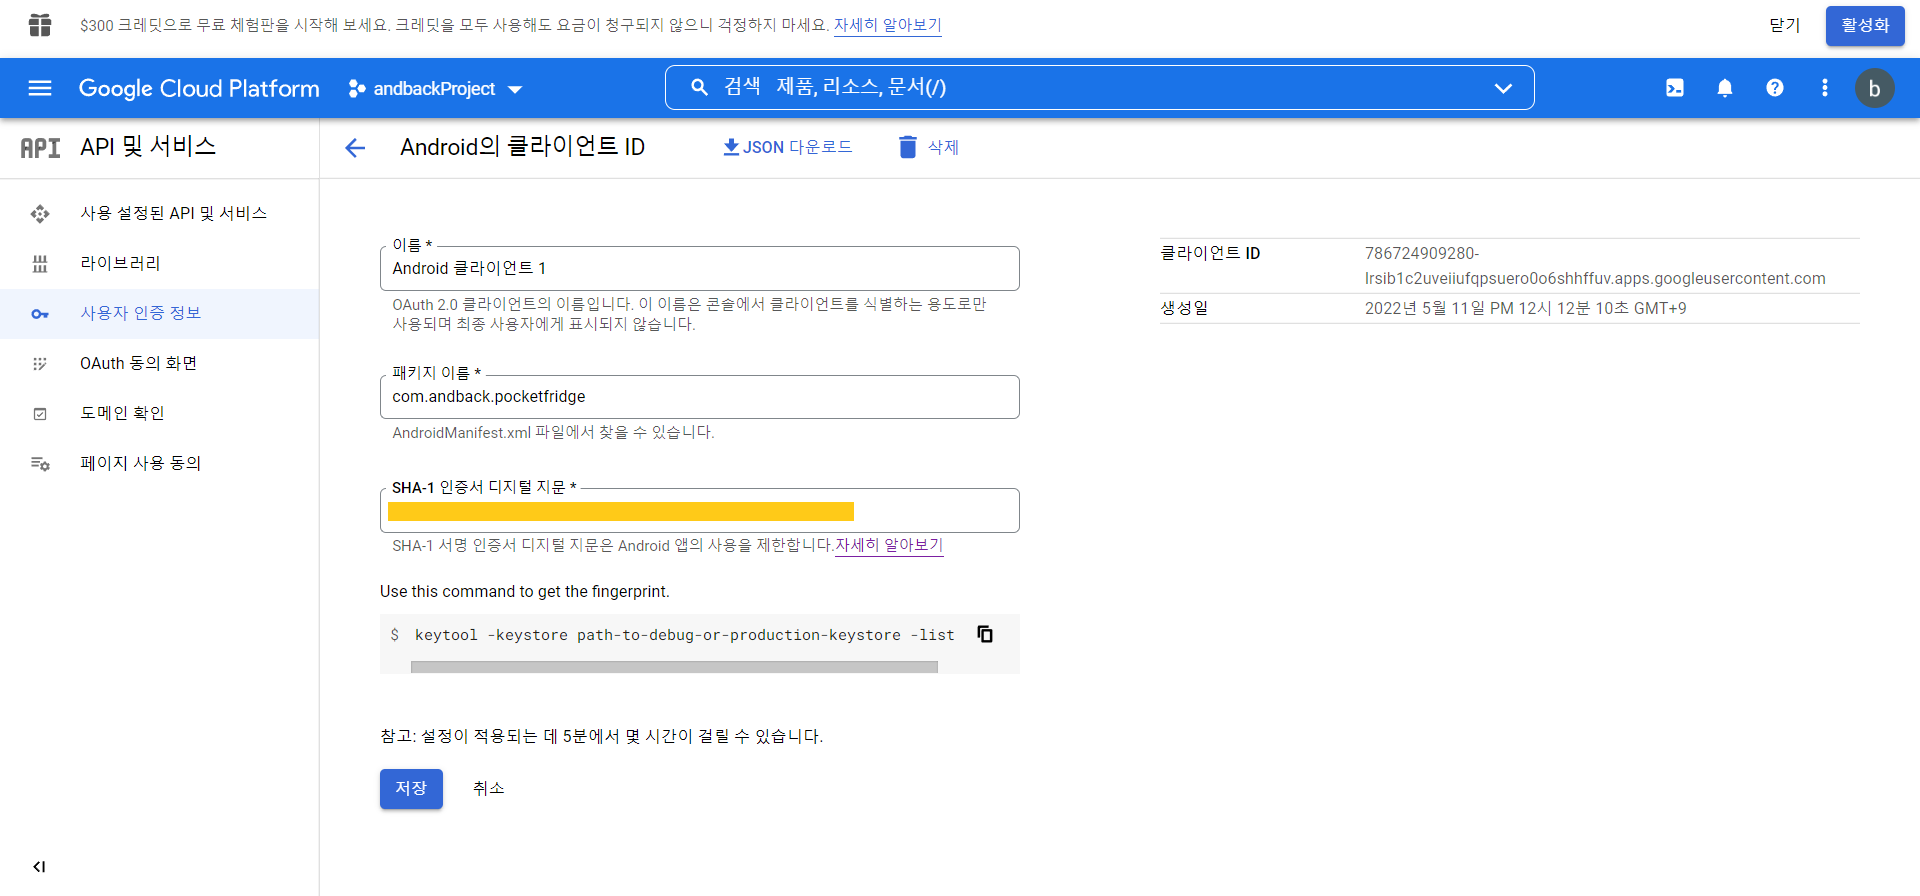 $300 크레딧으로 무료 체험판을 시작해 보세요. 크레딧을 모두 사용해도 요금이 청구되지 않으니 걱정하지 마세요. 자세히 알아보기
닫기
활성화
Google Cloud Platform
andbackProject
검색 제품, 리소스, 문서(/)
b
API API 및 서비스
Android의 클라이언트 ID
JSON 다운로드
삭제
사용 설정된 API 및 서비스
라이브러리
사용자 인증 정보
OAuth 동의 화면
도메인 확인
페이지 사용 동의
이름 *
Android 클라이언트 1
OAuth 2.0 클라이언트의 이름입니다. 이 이름은 콘솔에서 클라이언트를 식별하는 용도로만
사용되며 최종 사용자에게 표시되지 않습니다.
패키지 이름 *
com.andback.pocketfridge
AndroidManifest.xml 파일에서 찾을 수 있습니다.
SHA-1 인증서 디지털 지문 *
SHA-1 서명 인증서 디지털 지문은 Android 앱의 사용을 제한합니다.자세히 알아보기
Use this command to get the fingerprint.
$ keytool -keystore path-to-debug-or-production-keystore -list
참고: 설정이 적용되는 데 5분에서 몇 시간이 걸릴 수 있습니다.
저장
취소
클라이언트 ID
786724909280-
lrsib1c2uveiiufqpsuero0o6shhffuv.apps.googleusercontent.com
생성일
2022년 5월 11일 PM 12시 12분 10초 GMT+9